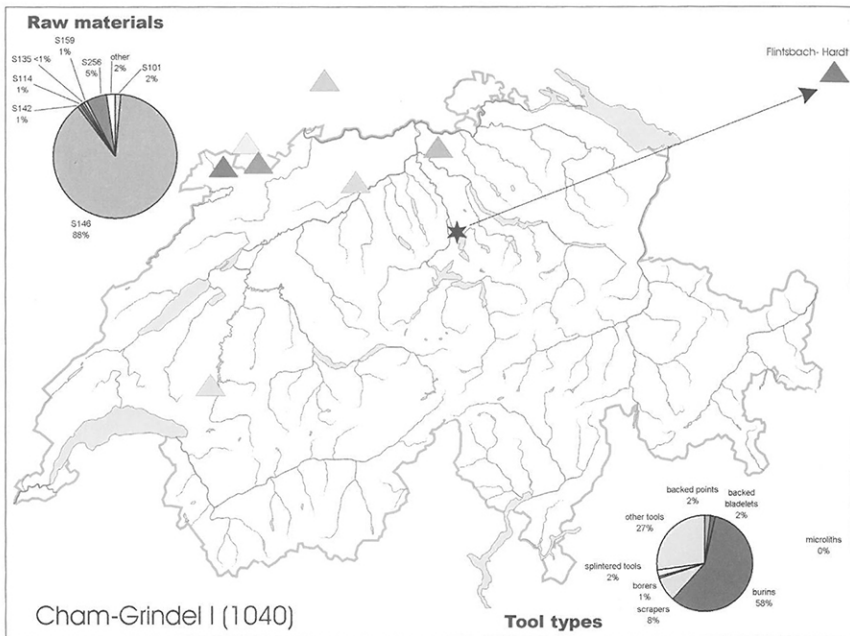 Raw materials
S159
1%
S135 <1%
S256
5%
other
2%
S101
2%
S114
1%
S142
1%
S146
88%
Flintsbach- Hardt
backed points
2%
backed
bladelets
2%
other tools
27%
microliths
0%
splintered tools
2%
borers
1%
scrapers
8%
burins
58%
Cham-Grindel I (1040)
Tool types